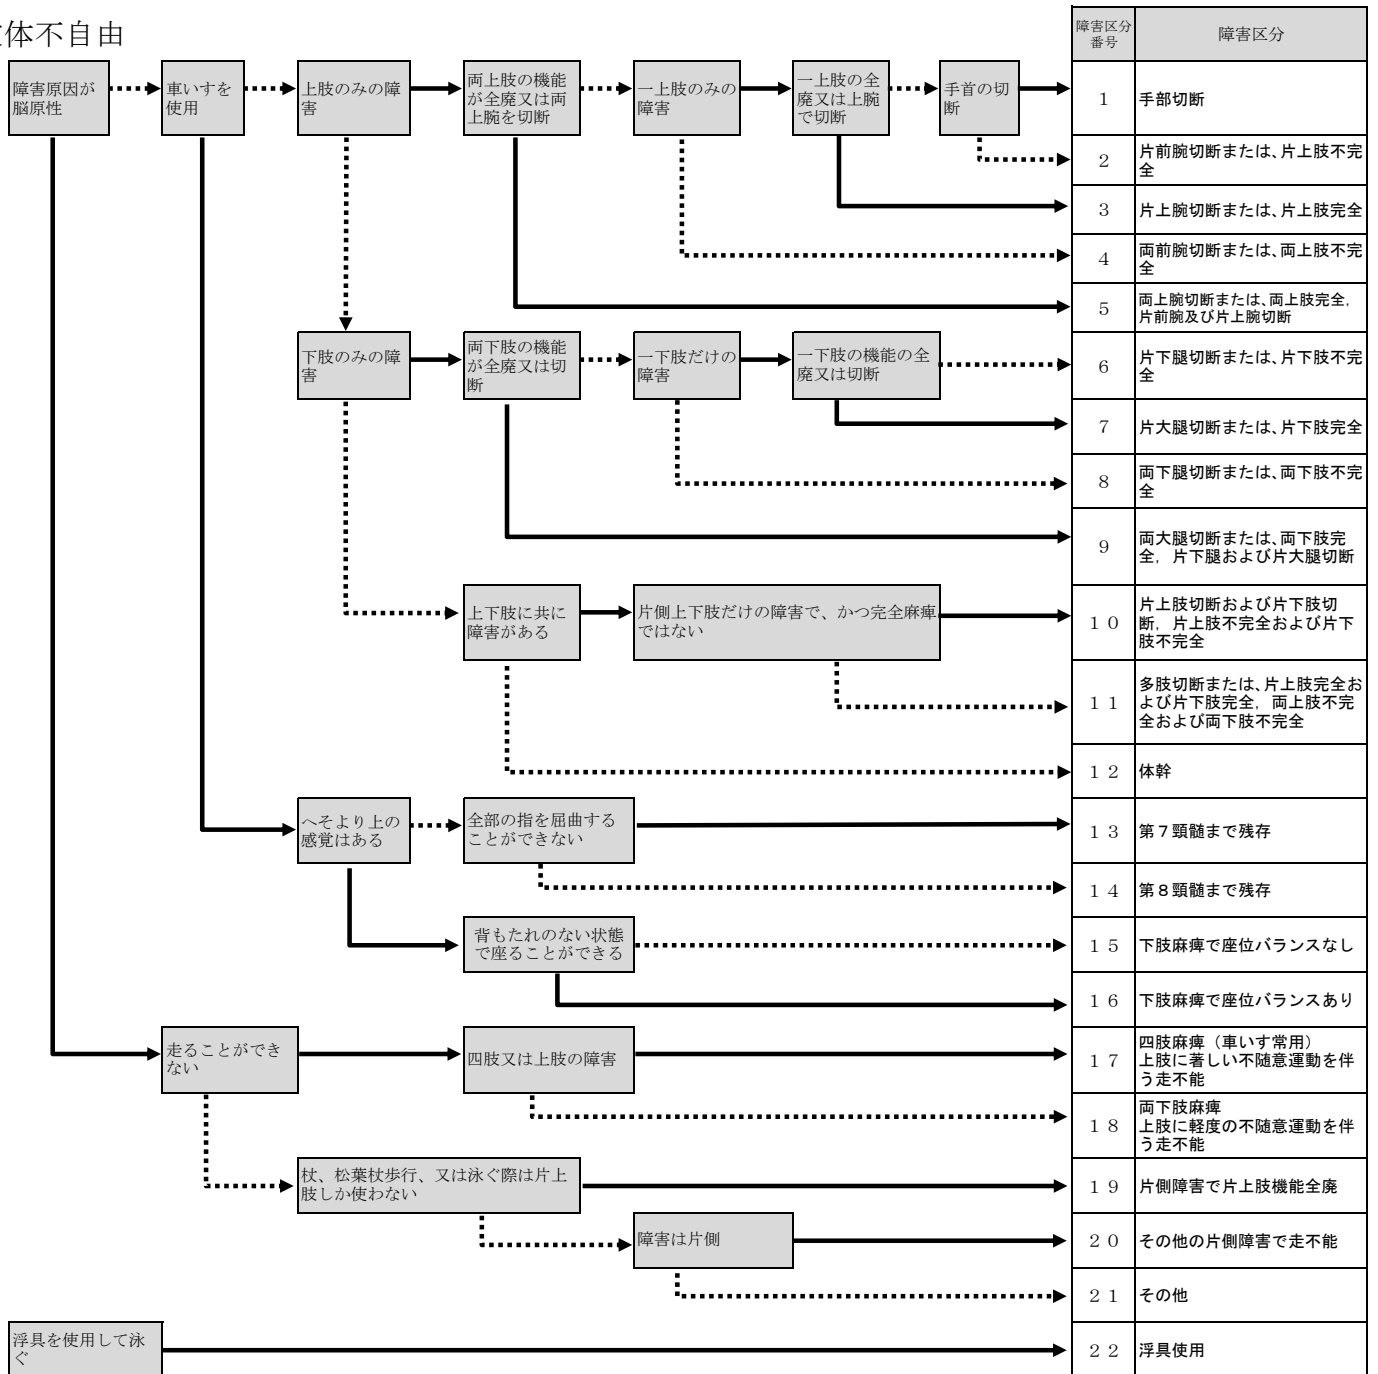 体不自由
障害区分
番号
障害区分
障害原因が
脳原性
車いすを
使用
上肢のみの障
害
両上肢の機能
が全廃又は両
上腕を切断
一上肢のみの
障害
一上肢の全
廃又は上腕
で切断
手首の切
断
1
手部切断
2
片前腕切断または、片上肢不完
全
3
片上腕切断または、片上肢完全
4
両前腕切断または、両上肢不完
全
5
両上腕切断または、両上肢完全,
片前腕及び片上腕切断
下肢のみの障
害
両下肢の機能
が全廃又は切
断
一下肢だけの
障害
一下肢の機能の全
廃又は切断
6
片下腿切断または、片下肢不完
全
7
片大腿切断または、片下肢完全
8
両下腿切断または、両下肢不完
全
9
両大腿切断または、両下肢完
全, 片下腿および片大腿切断
上下肢に共に
障害がある
片側上下肢だけの障害で、かつ完全麻痺
ではない
10
片上肢切断および片下肢切
断, 片上肢不完全および片下
肢不完全
11
多肢切断または、片上肢完全お
よび片下肢完全, 両上肢不完
全および両下肢不完全
12
体幹
へそより上の
感覚はある
全部の指を屈曲する
ことができない
13
第7頸髄まで残存
14
第8頸髄まで残存
背もたれのない状態
で座ることができる
15
下肢麻痺で座位バランスなし
16
下肢麻痺で座位バランスあり
走ることができ
ない
四肢又は上肢の障害
17
四肢麻痺（車いす常用）
上肢に著しい不随意運動を伴
う走不能
18
両下肢麻痺
上肢に軽度の不随意運動を伴
う走不能
杖、松葉杖歩行、又は泳ぐ際は片上
肢しか使わない
19
片側障害で片上肢機能全廃
障害は片側
20
その他の片側障害で走不能
21
その他
浮具を使用して泳
ぐ
22
浮具使用